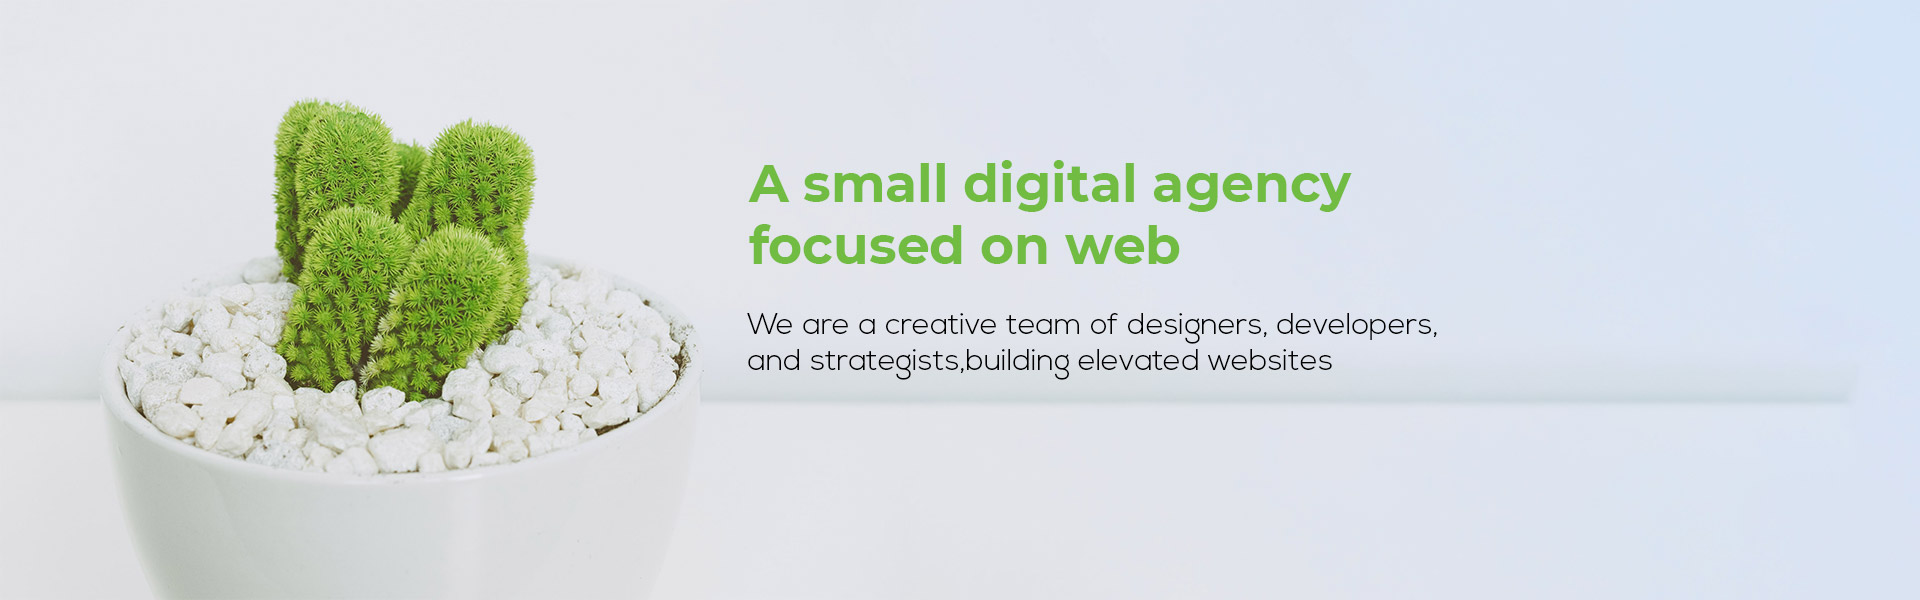 A small digital agency
focused on web
We are a creative team of designers, developers,
and strategists,building elevated websites